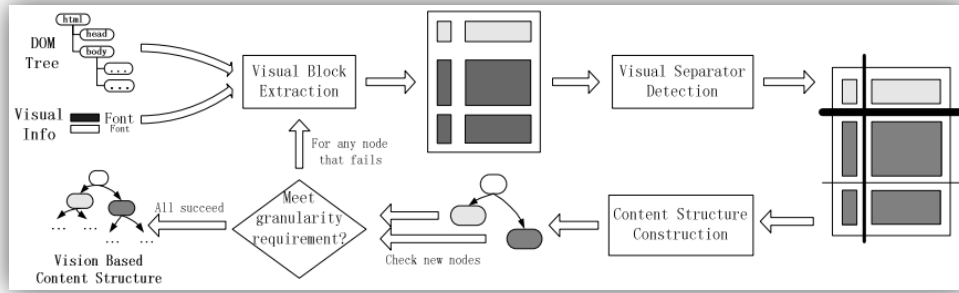 html
head
body
...
...
DOM
Tree
Visual
Info
Font
Font
Visual Block
Extraction
Visual Separator
Detection
For any node
that fails
Meet
granularity
requirement?
All succeed
Check new nodes
Content Structure
Construction
... ...
... ...
Vision Based
Content Structure